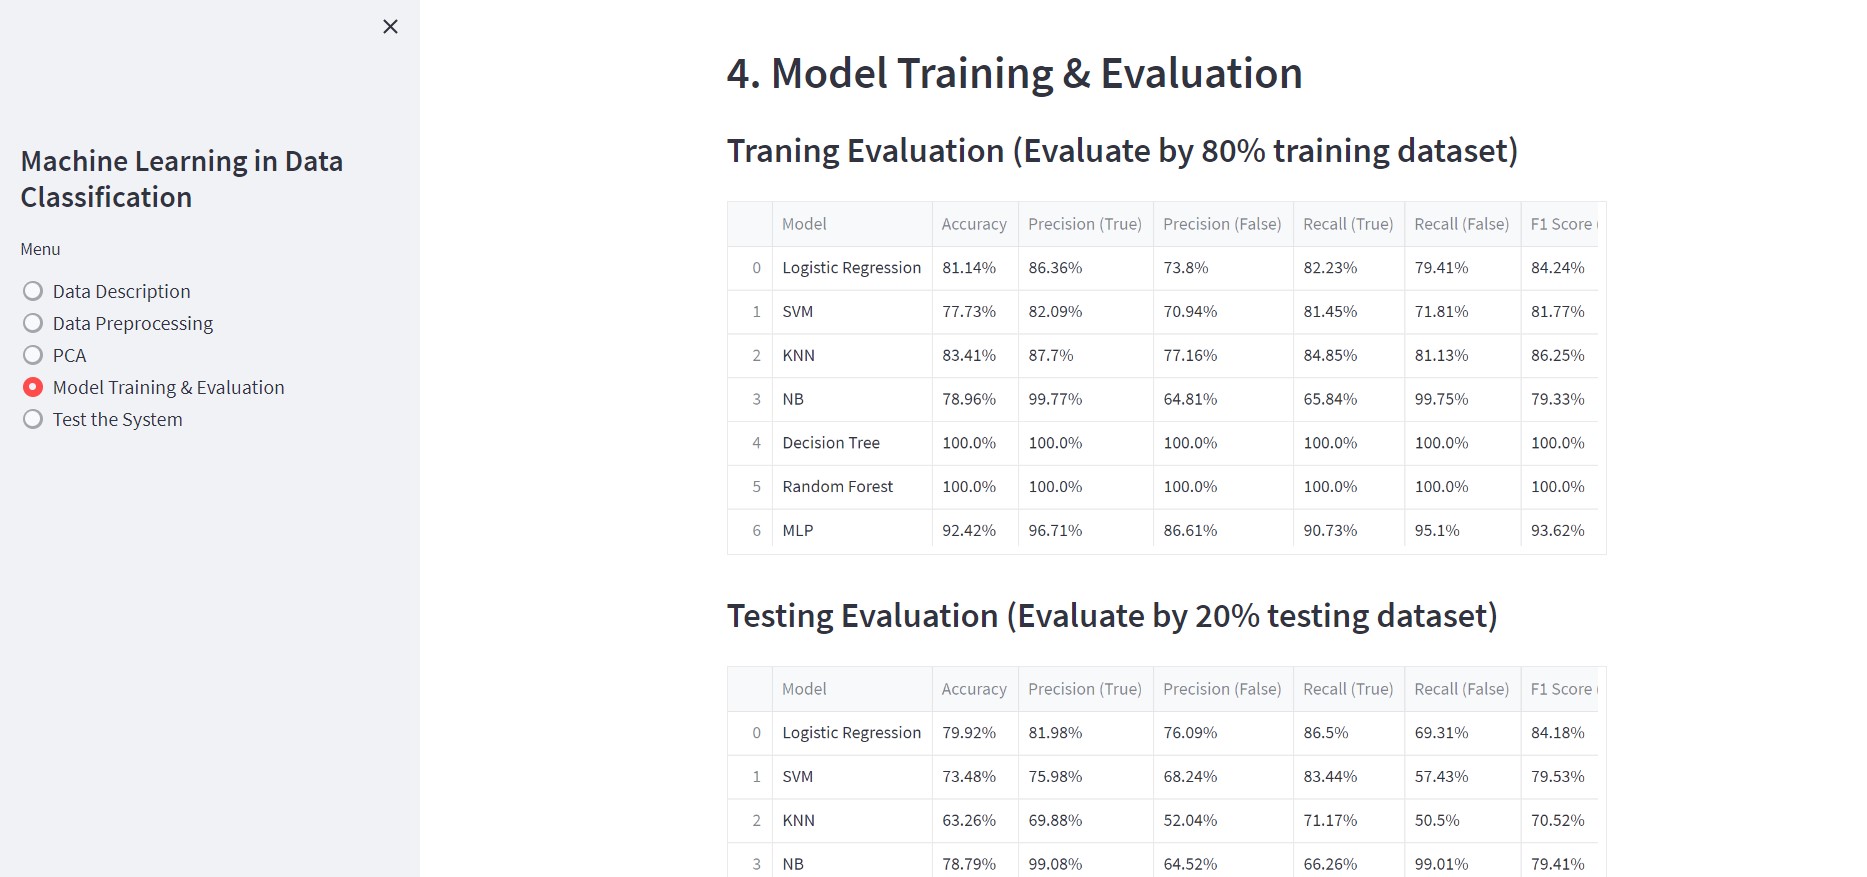 Machine Learning in Data
Classification
Menu
Data Description
Data Preprocessing
PCA
Model Training & Evaluation
Test the System
4. Model Training & Evaluation
Traning Evaluation (Evaluate by 80% training dataset)
Model Accuracy Precision (True) Precision (False) Recall (True) Recall (False) F1 Score
0 Logistic Regression 81.14% 86.36% 73.8% 82.23% 79.41% 84.24%
1 SVM 77.73% 82.09% 70.94% 81.45% 71.81% 81.77%
2 KNN 83.41% 87.7% 77.16% 84.85% 81.13% 86.25%
3 NB 78.96% 99.77% 64.81% 65.84% 99.75% 79.33%
4 Decision Tree 100.0% 100.0% 100.0% 100.0% 100.0% 100.0%
5 Random Forest 100.0% 100.0% 100.0% 100.0% 100.0% 100.0%
6 MLP 92.42% 96.71% 86.61% 90.73% 95.1% 93.62%
Testing Evaluation (Evaluate by 20% testing dataset)
Model Accuracy Precision (True) Precision (False) Recall (True) Recall (False) F1 Score
0 Logistic Regression 79.92% 81.98% 76.09% 86.5% 69.31% 84.18%
1 SVM 73.48% 75.98% 68.24% 83.44% 57.43% 79.53%
2 KNN 63.26% 69.88% 52.04% 71.17% 50.5% 70.52%
3 NB 78.79% 99.08% 64.52% 66.26% 99.01% 79.41%